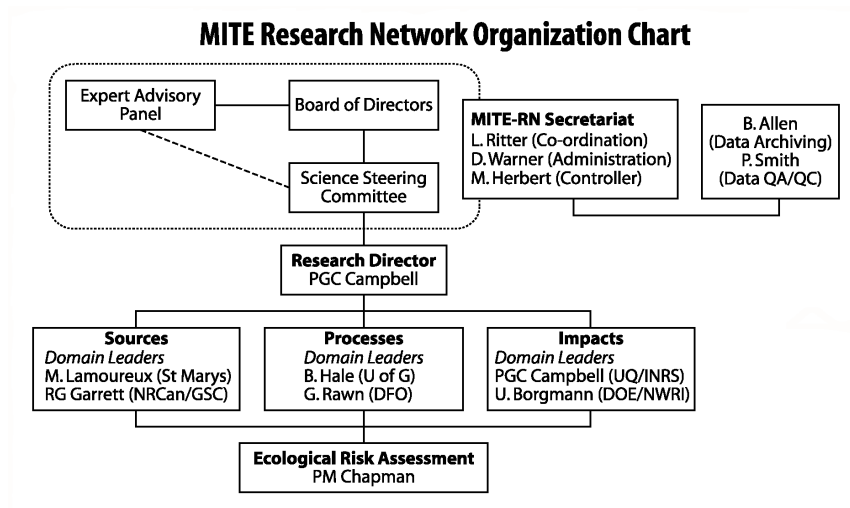 MITE Research Network Organization Chart
Expert Advisory
Panel
Board of Directors
Science Steering
Committee
MITE-RN Secretariat
L. Ritter (Co-ordination)
D. Warner (Administration)
M. Herbert (Controller)
B. Allen
(Data Archiving)
P. Smith
(Data QA/QC)
Research Director
PGC Campbell
Sources
Domain Leaders
M. Lamoureux (St Marys)
RG Garrett (NRCan/GSC)
Processes
Domain Leaders
B. Hale (U of G)
G. Rawn (DFO)
Impacts
Domain Leaders
PGC Campbell (UQ/INRS)
U. Borgmann (DOE/NWRI)
Ecological Risk Assessment
PM Chapman